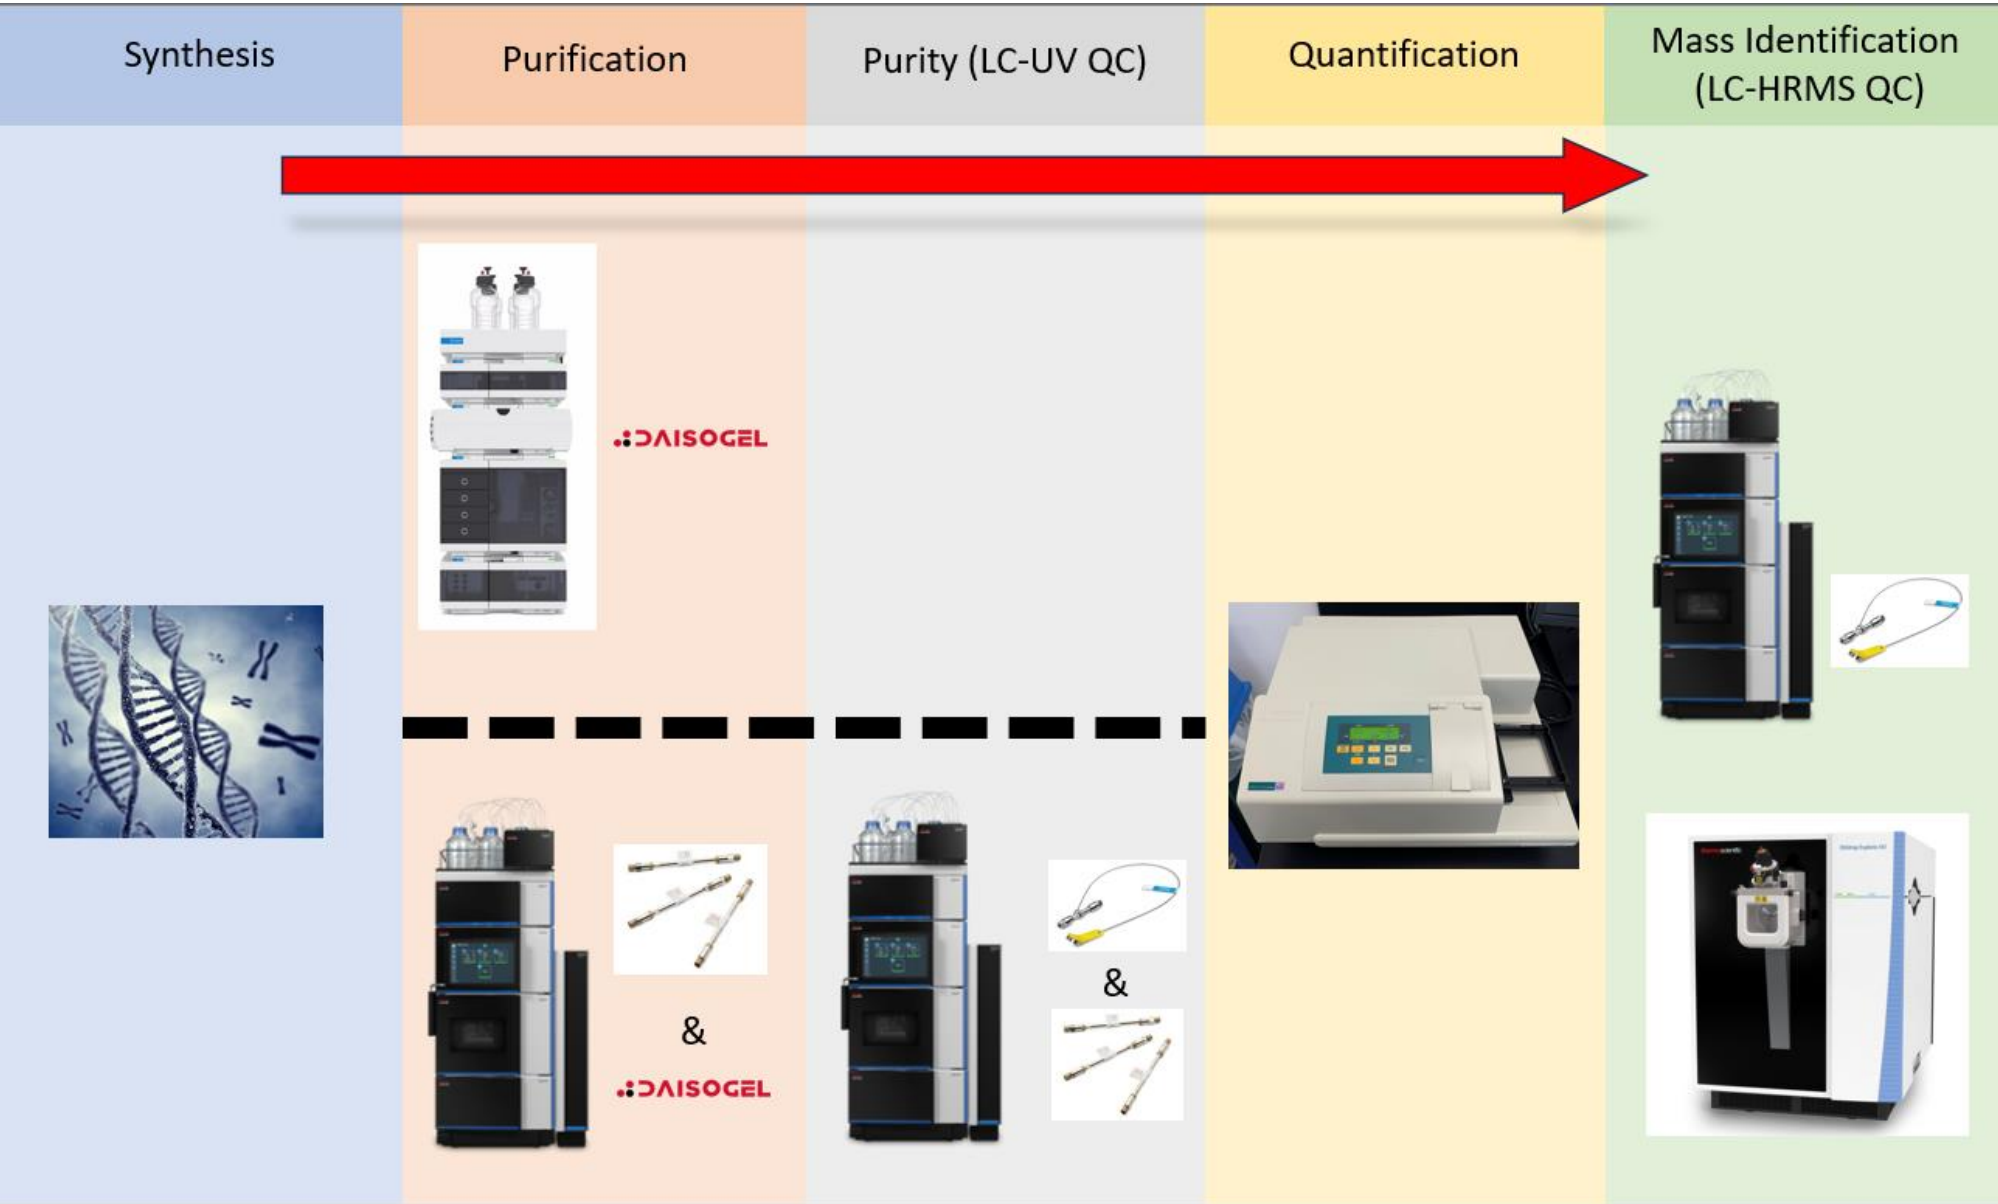 Synthesis
Purification
Purity (LC-UV QC)
Quantification
Mass Identification
(LC-HRMS QC)
DAISOGEL
&
DAISOGEL
&